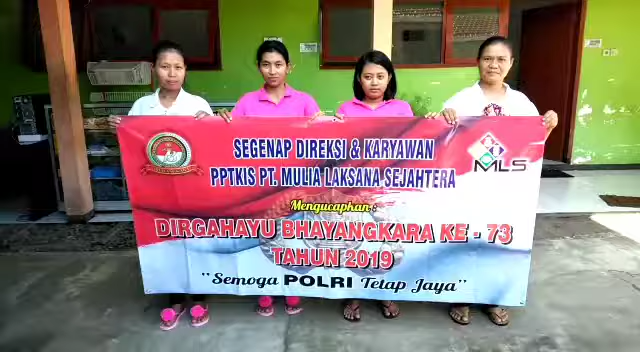 SEGENAP DIREKSI & KARYAWAN
PPTKIS PT. MULIA LAKSANA SEJAHTERA
MLS
Mengucapkan :
DIRGAHAYU BHAYANGKARA KE - 73
TAHUN 2019
"Semoga POLRI Tetap Jaya"